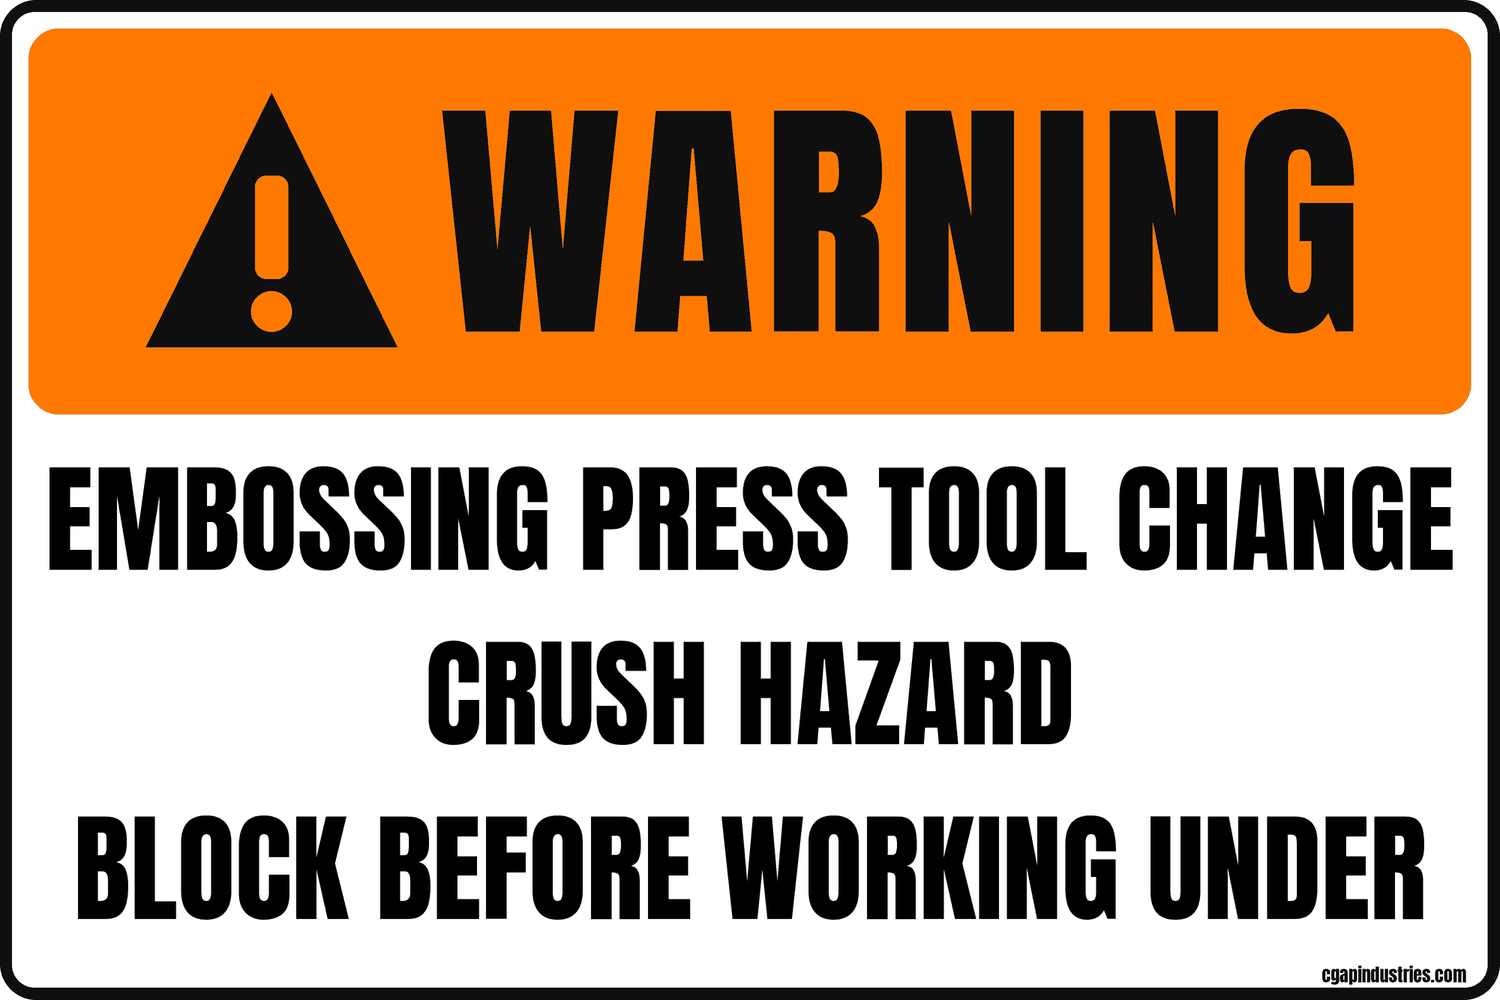 WARNING
EMBOSSING PRESS TOOL CHANGE
CRUSH HAZARD
BLOCK BEFORE WORKING UNDER
cgapindustries.com